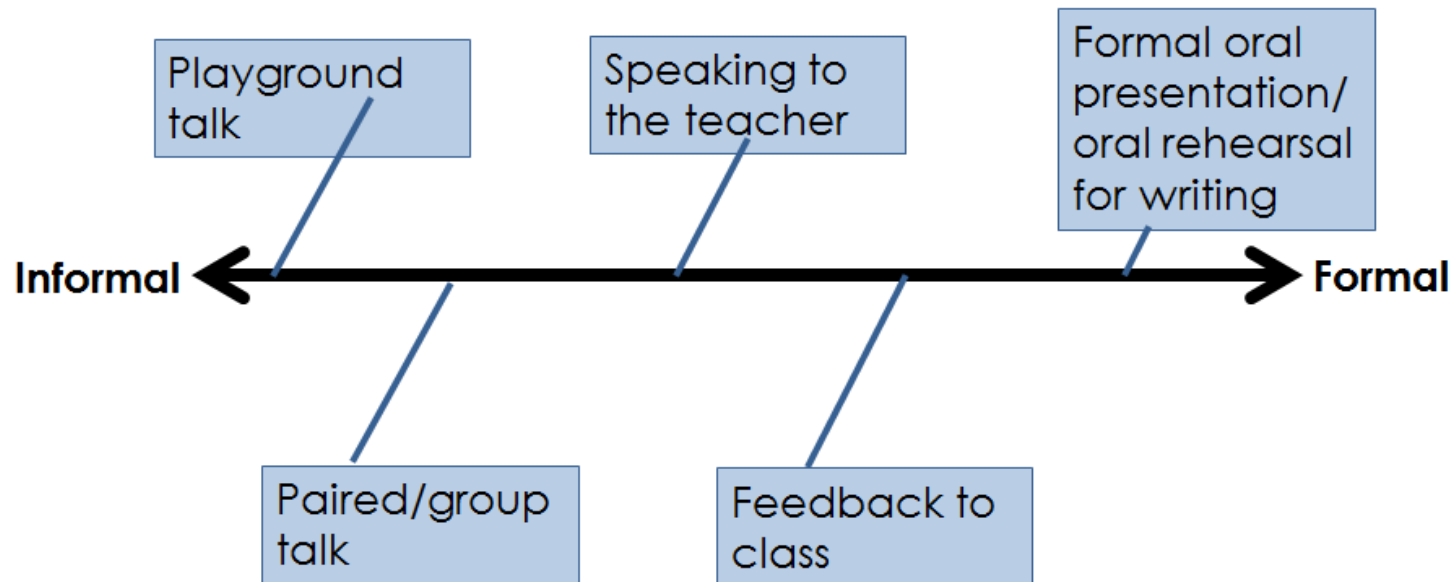 Playground
talk
Speaking to
the teacher
Formal oral
presentation/
oral rehearsal
for writing
Informal
Formal
Paired/group
talk
Feedback to
class